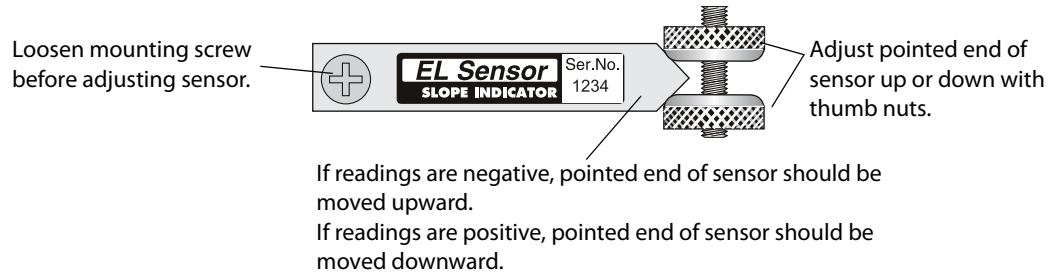 Loosen mounting screw
before adjusting sensor.
EL Sensor
SLOPE INDICATOR
Ser.No.
1234
Adjust pointed end of
sensor up or down with
thumb nuts.
If readings are negative, pointed end of sensor should be
moved upward.
If readings are positive, pointed end of sensor should be
moved downward.